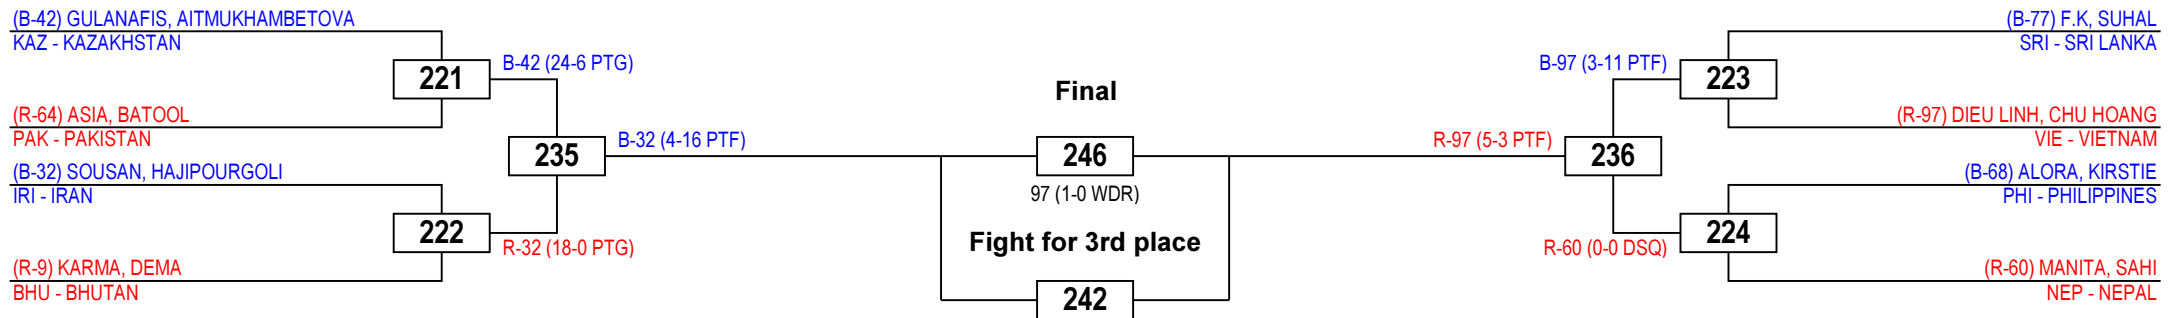 (B-42) GULANAFIS, AITMUKHAMBETOVA
KAZ - KAZAKHSTAN
221
B-42 (24-6 PTG)
(R-64) ASIA, BATOOL
PAK - PAKISTAN
235
B-32 (4-16 PTF)
(B-32) SOUSAN, HAJIPOURGOLI
IRI - IRAN
222
R-32 (18-0 PTG)
(R-9) KARMA, DEMA
BHU - BHUTAN
Final
246
97 (1-0 WDR)
Fight for 3rd place
242
(B-77) F.K, SUHAL
SRI - SRI LANKA
B-97 (3-11 PTF)
223
(R-97) DIEU LINH, CHU HOANG
VIE - VIETNAM
R-97 (5-3 PTF)
236
(B-68) ALORA, KIRSTIE
PHI - PHILIPPINES
224
R-60 (0-0 DSQ)
(R-60) MANITA, SAHI
NEP - NEPAL